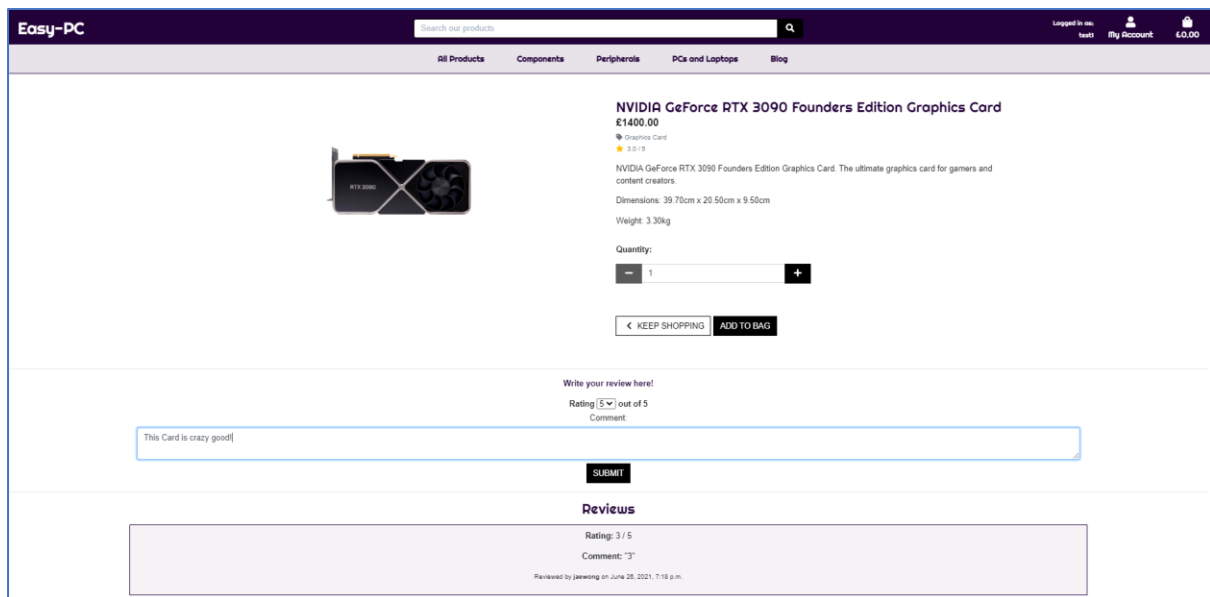 Easy-PC
Search our products
Logged in as:
test1
My Account
£0.00
All Products
Components
Peripherals
PCs and Laptops
Blog
NVIDIA GeForce RTX 3090 Founders Edition Graphics Card
£1400.00
Graphics Card
3.0 / 5
RTX 3090
NVIDIA GeForce RTX 3090 Founders Edition Graphics Card. The ultimate graphics card for gamers and
content creators.
Dimensions: 39.70cm x 20.50cm x 9.50cm
Weight: 3.30kg
Quantity:
1
KEEP SHOPPING
ADD TO BAG
Write your review here!
Rating 5 out of 5
Comment:
This Card is crazy good!
SUBMIT
Reviews
Rating: 3 / 5
Comment: "3"
Reviewed by jaewong on June 26, 2021, 7:18 p.m.